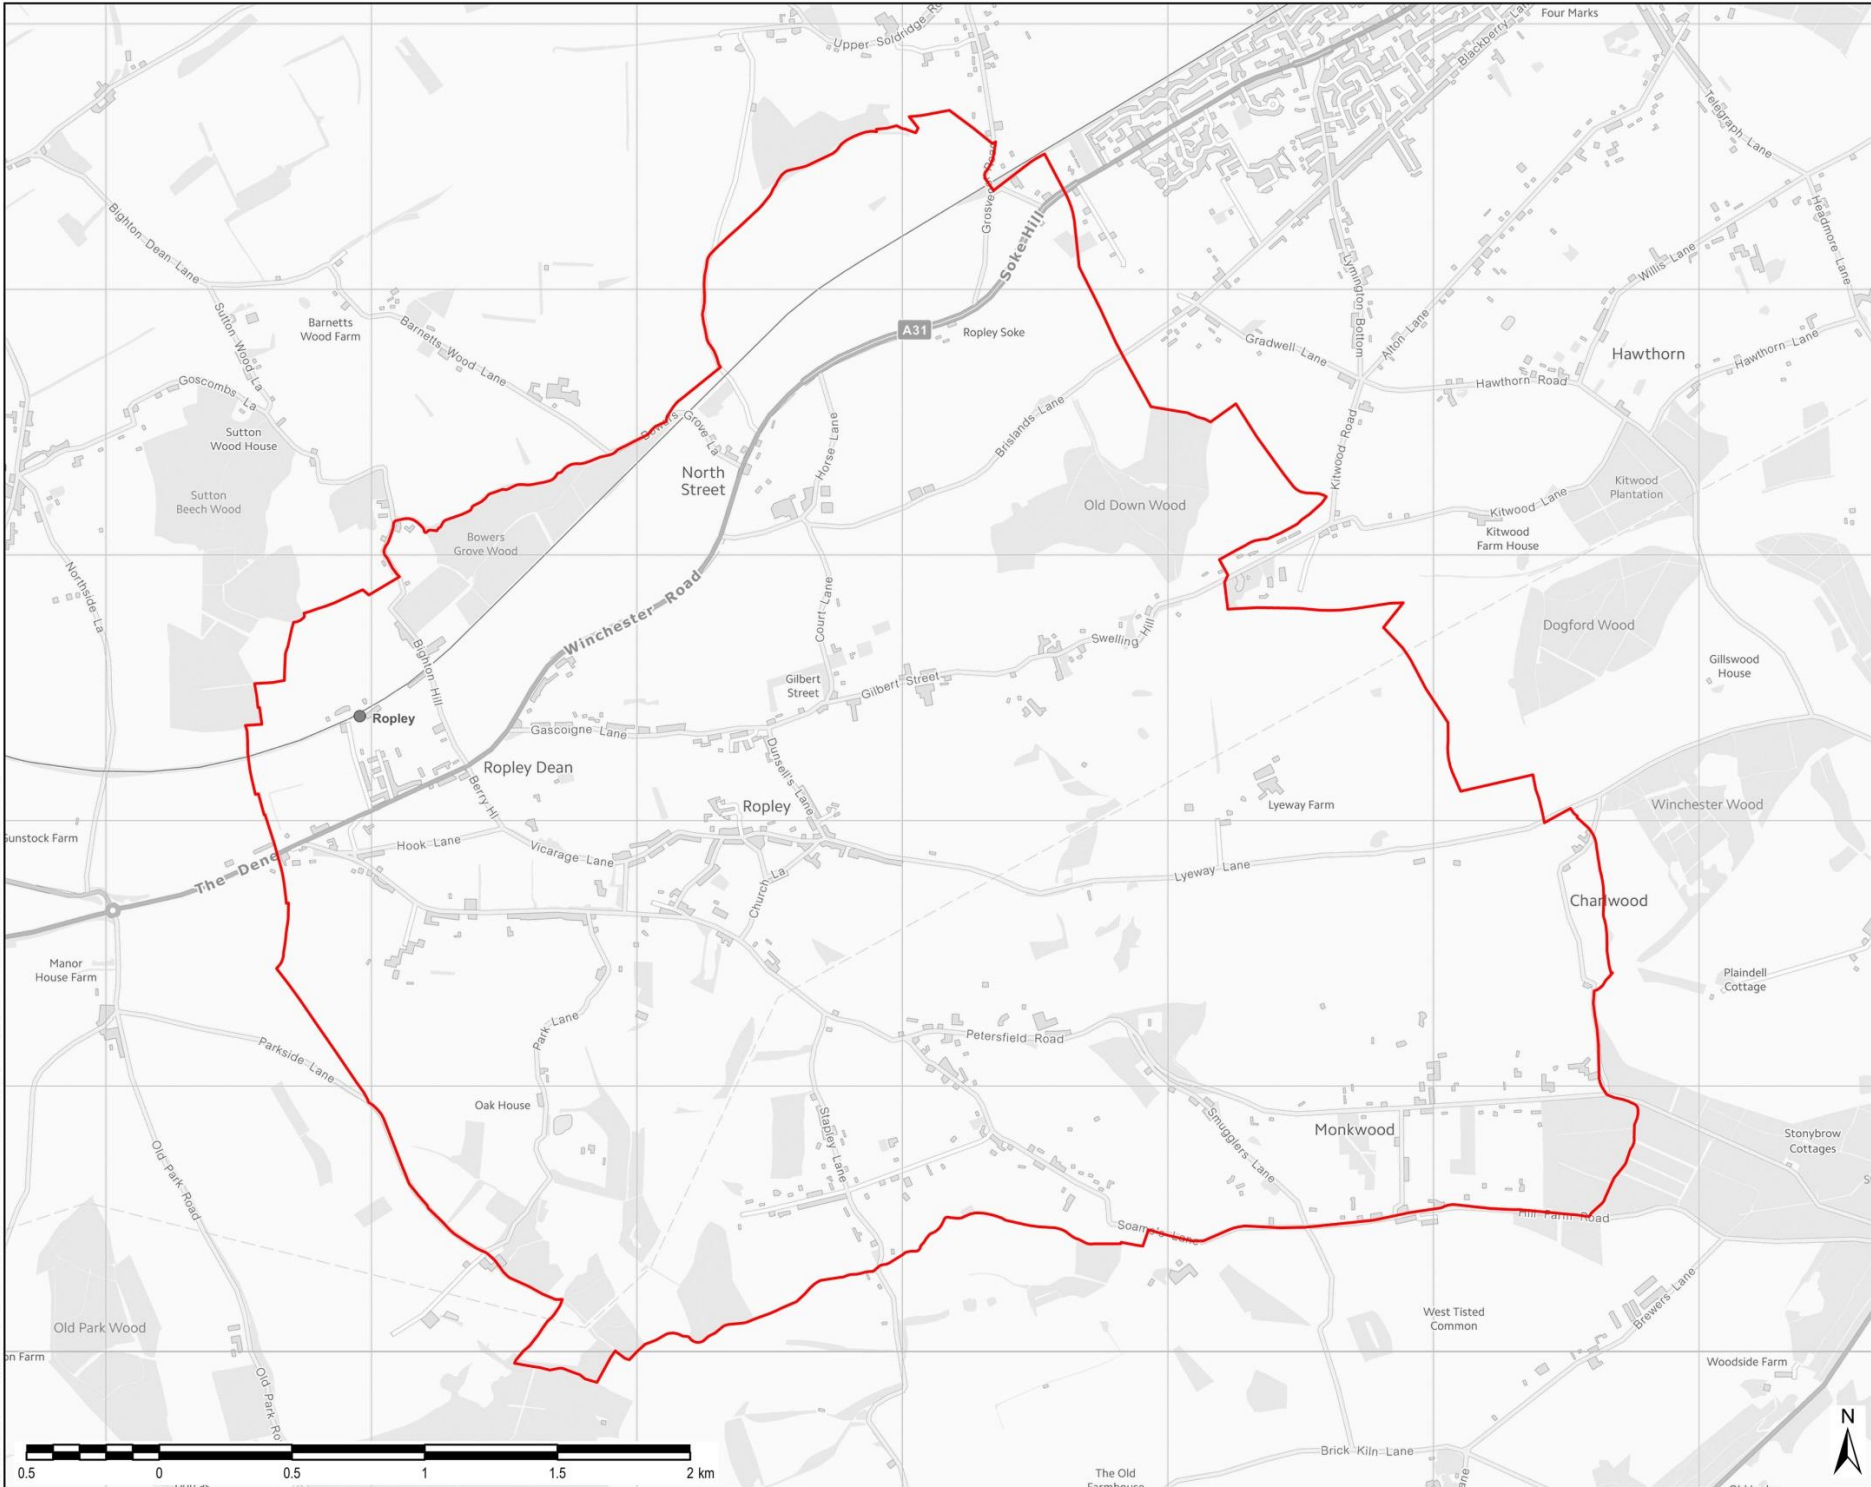 Four Marks
Upper Soldridge Ro
Blackberry Lan
Telegraph Lane
Headmore Lane
Bighton Dean Lane
Grosvenor Road
Soke Hill
Willis Lane
Lymington Bottom
Sutton Wood La
Barnetts
Wood Farm
Barnetts Wood Lane
A31
Ropley Soke
Gradwell Lane
Alton Lane
Hawthorn
Hawthorn Lane
Hawthorn Road
Goscombs La
Sutton
Wood House
Bowers Grove La
Horse Lane
Brislands Lane
Kitwood Road
North
Street
Sutton
Beech Wood
Old Down Wood
Kitwood
Plantation
Kitwood Lane
Kitwood
Farm House
Bowers
Grove Wood
Northside La
Winchester Road
Court Lane
Swelling Hill
Dogford Wood
Gillswood
House
Bighton Hill
Gilbert
Street
Gilbert Street
Ropley
Gascoigne Lane
Dunsell's Lane
Ropley Dean
Berry Hl
Ropley
Lyeway Farm
Winchester Wood
Gunstock Farm
Hook Lane
Vicarage Lane
The Dene
Church La
Lyeway Lane
Charlwood
Manor
House Farm
Plaindell
Cottage
Park Lane
Petersfield Road
Parkside Lane
Oak House
Stapley Lane
Smugglers Lane
Monkwood
Stonybrow
Cottages
Old Park Road
Soame's Lane
Hill Farm Road
West Tisted
Common
Brewers Lane
Old Park Wood
on Farm
Woodside Farm
Old Park Ro
N
Brick Kiln Lane
The Old
Farmhouse
0.5 0 0.5 1 1.5 2 km